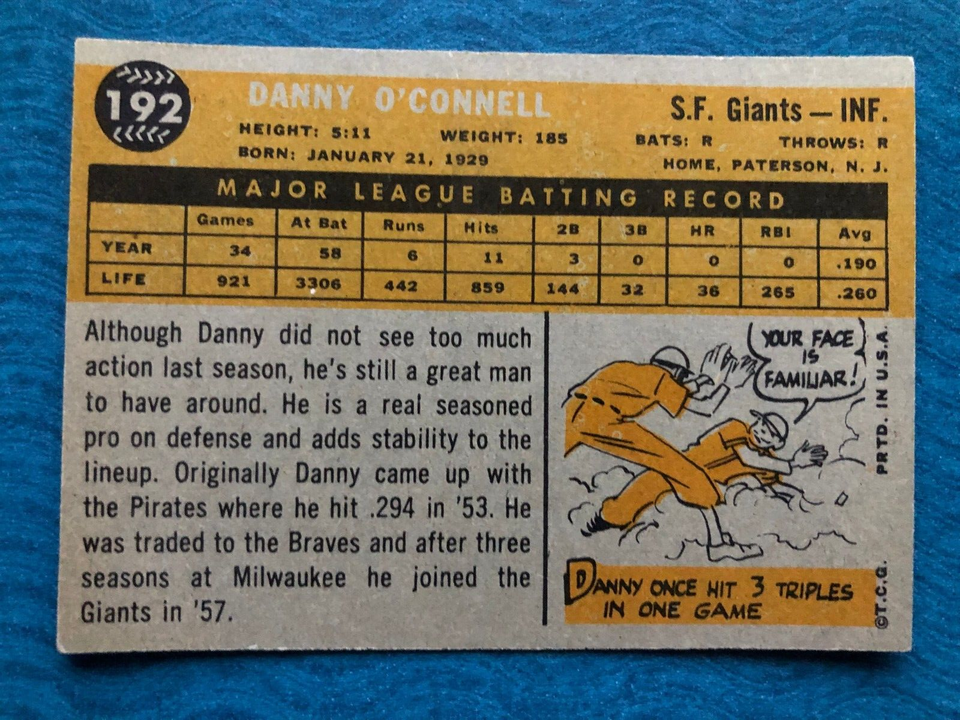 192
DANNY O'CONNELL
S.F. Giants — INF.
HEIGHT: 5:11 WEIGHT: 185 BATS: R THROWS: R
BORN: JANUARY 21, 1929 HOME, PATERSON, N. J.
MAJOR LEAGUE BATTING RECORD
Games At Bat Runs Hits 2B 3B HR RBI Avg
YEAR 34 58 6 11 3 0 0 0 .190
LIFE 921 3306 442 859 144 32 36 265 .260
Although Danny did not see too much
action last season, he's still a great man
to have around. He is a real seasoned
pro on defense and adds stability to the
lineup. Originally Danny came up with
the Pirates where he hit .294 in '53. He
was traded to the Braves and after three
seasons at Milwaukee he joined the
Giants in '57.
YOUR FACE
IS
FAMILIAR!
DANNY ONCE HIT 3 TRIPLES
IN ONE GAME
©T.C.G. PRTD. IN U.S.A.